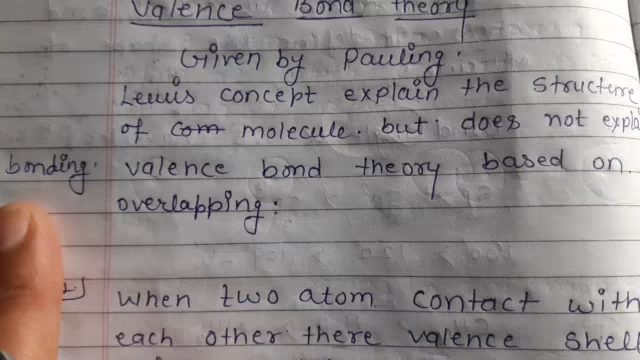 Valence Bond theory
Given by Pauling.
Lewis concept explain the structure
of com molecule. but does not expla
bonding. valence bond theory based on
overlapping:
1.) when two atom contact with
each other there valence shell